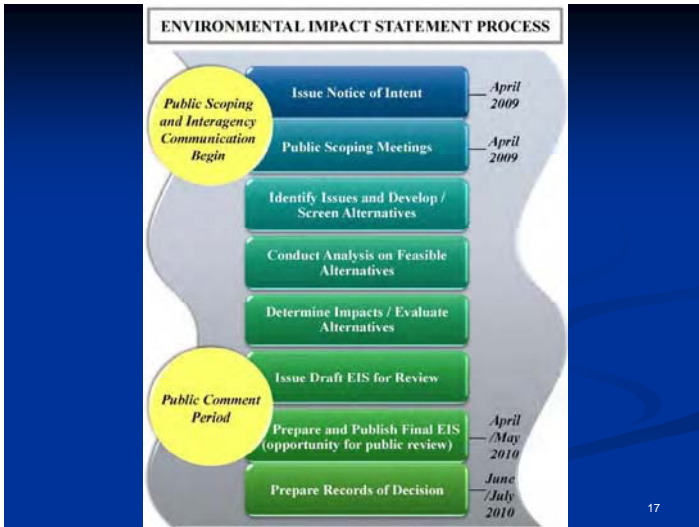 ENVIRONMENTAL IMPACT STATEMENT PROCESS
Public Scoping
and Interagency
Communication
Begin
Issue Notice of Intent
April
2009
Public Scoping Meetings
April
2009
Identify Issues and Develop /
Screen Alternatives
Conduct Analysis on Feasible
Alternatives
Determine Impacts / Evaluate
Alternatives
Public Comment
Period
Issue Draft EIS for Review
Prepare and Publish Final EIS
(opportunity for public review)
April
/May
2010
Prepare Records of Decision
June
/July
2010
17